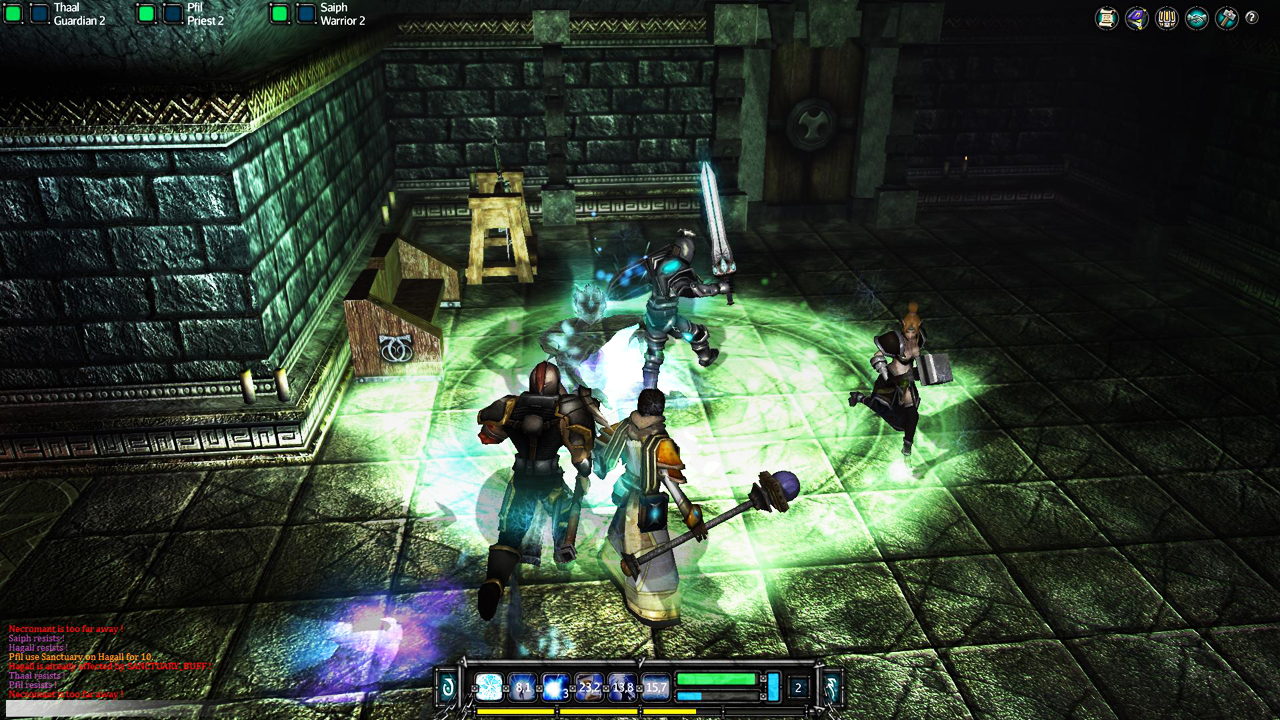 Thaal
Guardian 2
Pfil
Priest 2
Saiph
Warrior 2
?
Necromant is too far away !
Saiph resists !
Hagall resists !
Pfil use Sanctuary on Hagall for 10.
Hagall is already affected by SANCTUARY_BUFF !
Thaal resists !
Pfil resists !
Necromant is too far away !
8,1
3
23,2
13,8
15,7
2